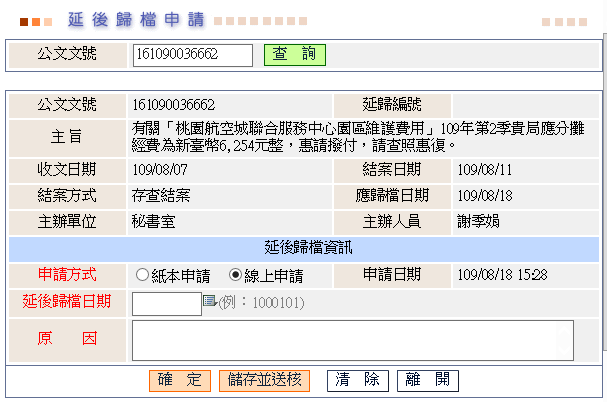 延後歸檔申請
公文文號 161090036662 查 詢
公文文號 161090036662 延歸編號
主旨 有關「桃園航空城聯合服務中心園區維護費用」109年第2季貴局應分攤
經費為新臺幣6,254元整，惠請撥付，請查照惠復。
收文日期 109/08/07 結案日期 109/08/11
結案方式 存查結案 應歸檔日期 109/08/18
主辦單位 秘書室 主辦人員 謝季娟
延後歸檔資訊
申請方式 紙本申請 線上申請 申請日期 109/08/18 15:28
延後歸檔日期 (例：1000101)
原 因
確 定 儲存並送核 清 除 離 開